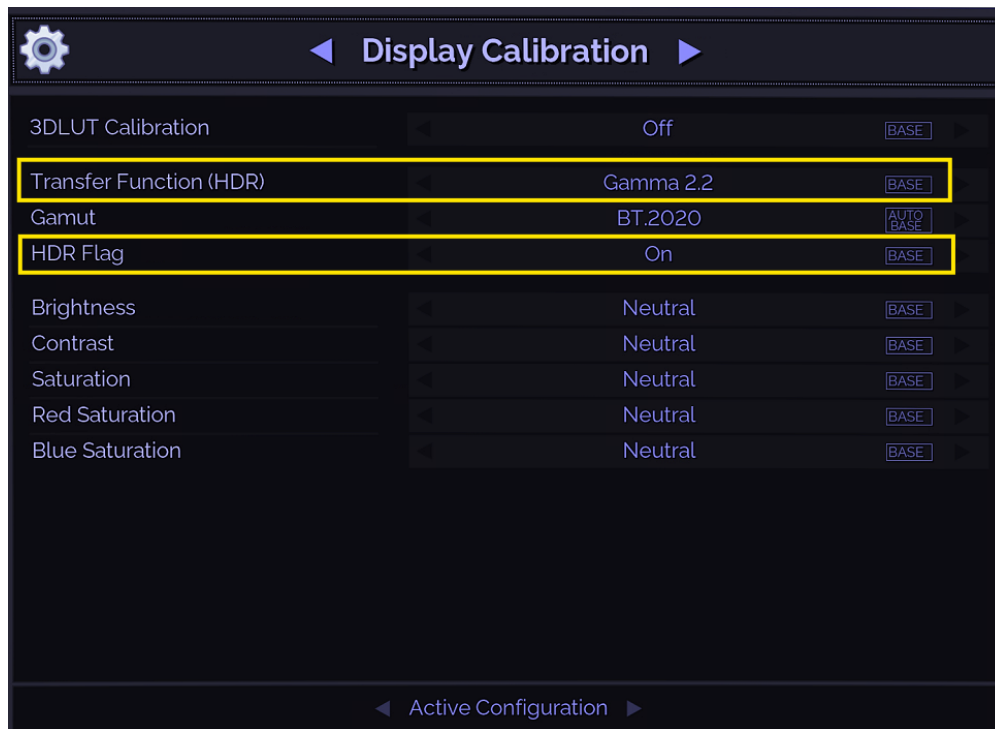 Display Calibration
3DLUT Calibration Off BASE
Transfer Function (HDR) Gamma 2.2 BASE
Gamut BT.2020 AUTO BASE
HDR Flag On BASE
Brightness Neutral BASE
Contrast Neutral BASE
Saturation Neutral BASE
Red Saturation Neutral BASE
Blue Saturation Neutral BASE
Active Configuration